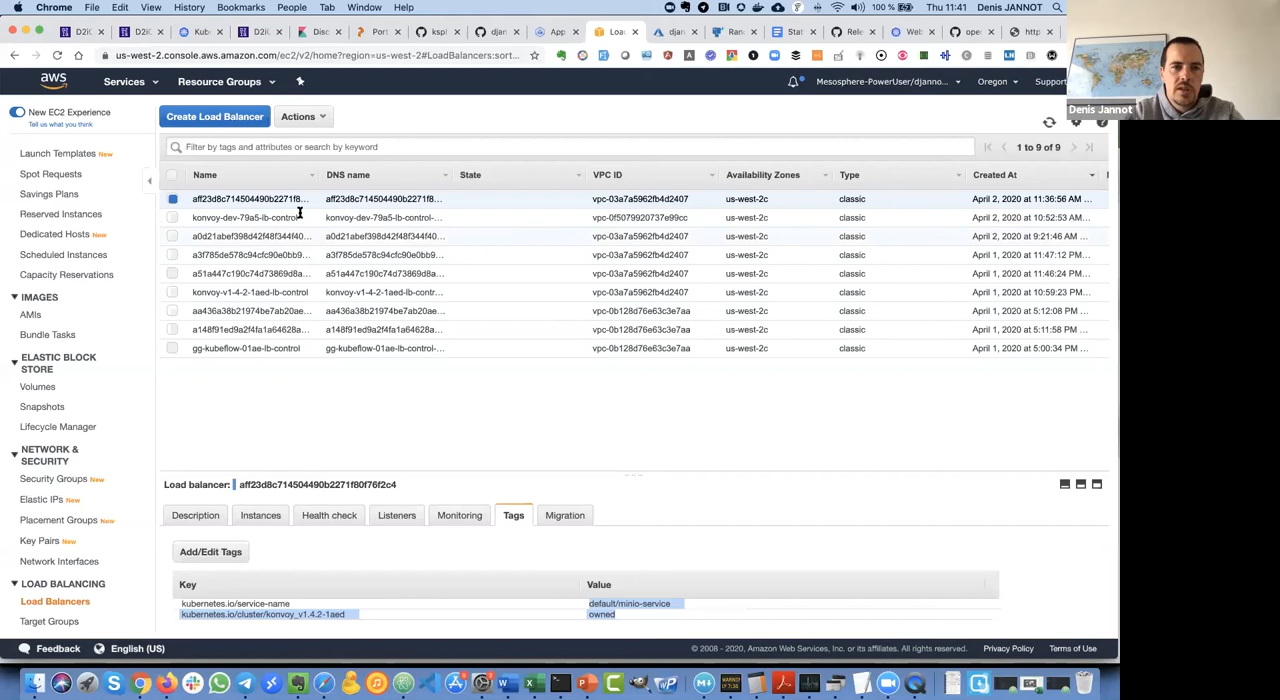 Chrome File Edit View History Bookmarks People Tab Window Help
100 % Thu 11:41 Denis JANNOT
D2iC D2iC Kub D2iC Disc Port kspl djan App Loa djan Ran Stat Rele Web ope http
us-west-2.console.aws.amazon.com/ec2/v2/home?region=us-west-2#LoadBalancers:sort...
aws Services Resource Groups Mesosphere-PowerUser/djanno... Oregon Support
Denis Jannot
New EC2 Experience
Tell us what you think
Launch Templates New
Spot Requests
Savings Plans
Reserved Instances
Dedicated Hosts New
Scheduled Instances
Capacity Reservations
IMAGES
AMIs
Bundle Tasks
ELASTIC BLOCK
STORE
Volumes
Snapshots
Lifecycle Manager
NETWORK &
SECURITY
Security Groups New
Elastic IPs New
Placement Groups New
Key Pairs New
Network Interfaces
LOAD BALANCING
Load Balancers
Target Groups
Create Load Balancer Actions
Filter by tags and attributes or search by keyword
1 to 9 of 9
Name DNS name State VPC ID Availability Zones Type Created At
aff23d8c714504490b2271f8... aff23d8c714504490b2271f8... vpc-03a7a5962fb4d2407 us-west-2c classic April 2, 2020 at 11:36:56 AM ...
konvoy-dev-79a5-lb-control konvoy-dev-79a5-lb-control-... vpc-0f5079920737e99cc us-west-2c classic April 2, 2020 at 10:52:53 AM ...
a0d21abef398d42f48f344f40... a0d21abef398d42f48f344f40... vpc-03a7a5962fb4d2407 us-west-2c classic April 2, 2020 at 9:21:46 AM ...
a3f785de578c94cfc90e0bb9... a3f785de578c94cfc90e0bb9... vpc-03a7a5962fb4d2407 us-west-2c classic April 1, 2020 at 11:47:12 PM ...
a51a447c190c74d73869d8a... a51a447c190c74d73869d8a... vpc-03a7a5962fb4d2407 us-west-2c classic April 1, 2020 at 11:46:24 PM ...
konvoy-v1-4-2-1aed-lb-control konvoy-v1-4-2-1aed-lb-contr... vpc-03a7a5962fb4d2407 us-west-2c classic April 1, 2020 at 10:59:23 PM ...
aa436a38b21974be7ab20ae... aa436a38b21974be7ab20ae... vpc-0b128d76e63c3e7aa us-west-2c classic April 1, 2020 at 5:12:08 PM ...
a148f91ed9a2f4fa1a64628a... a148f91ed9a2f4fa1a64628a... vpc-0b128d76e63c3e7aa us-west-2c classic April 1, 2020 at 5:11:58 PM ...
gg-kubeflow-01ae-lb-control gg-kubeflow-01ae-lb-control-... vpc-0b128d76e63c3e7aa us-west-2c classic April 1, 2020 at 5:00:34 PM ...
Load balancer: aff23d8c714504490b2271f80f76f2c4
Description Instances Health check Listeners Monitoring Tags Migration
Add/Edit Tags
Key Value
kubernetes.io/service-name default/minio-service
kubernetes.io/cluster/konvoy_v1.4.2-1aed owned
Feedback English (US) © 2008 - 2020, Amazon Web Services, Inc. or its affiliates. All rights reserved. Privacy Policy Terms of Use